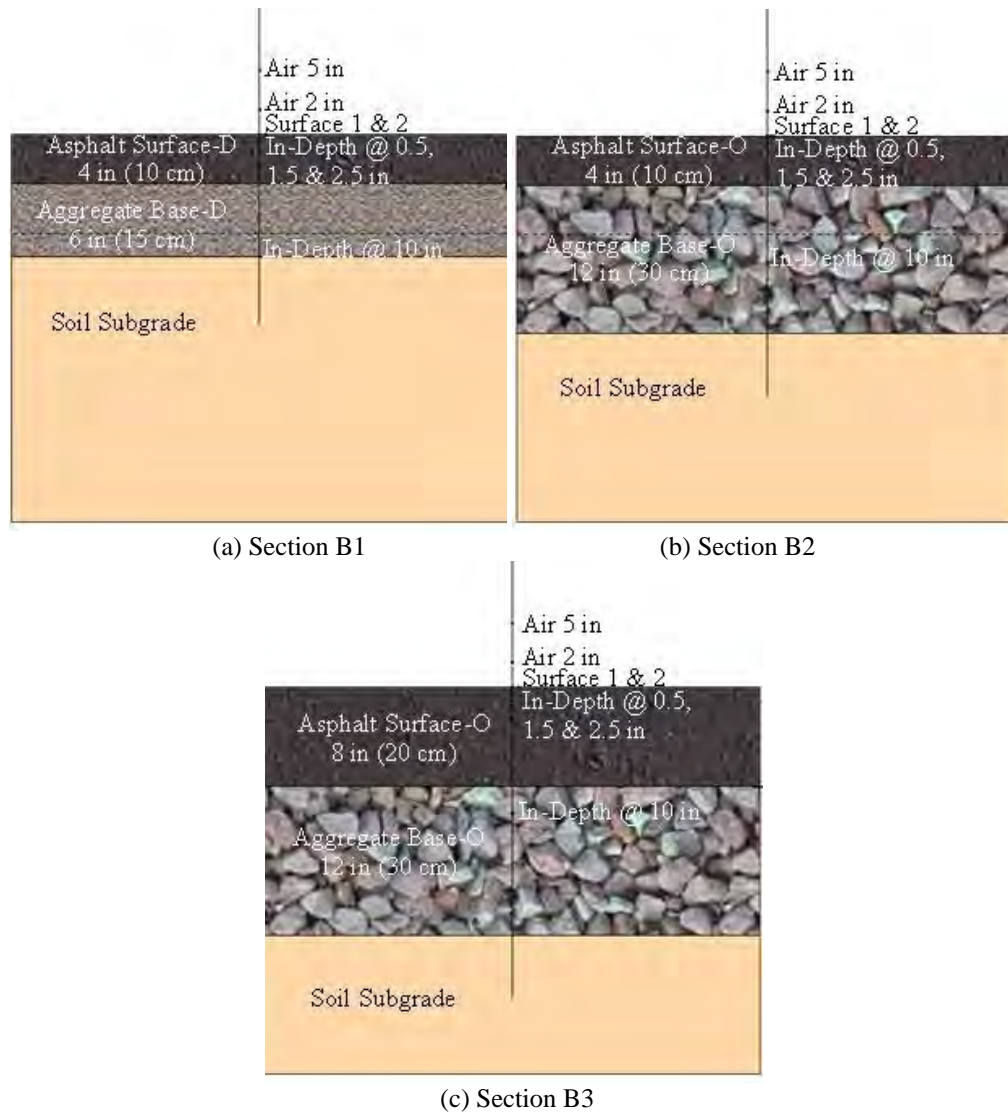 Air 5 in
Air 2 in
Surface 1 & 2
Asphalt Surface-D
4 in (10 cm)
In-Depth @ 0.5,
1.5 & 2.5 in
Aggregate Base-D
6 in (15 cm)
In-Depth @ 10 in
Soil Subgrade
(a) Section B1
Air 5 in
Air 2 in
Surface 1 & 2
Asphalt Surface-O
4 in (10 cm)
In-Depth @ 0.5,
1.5 & 2.5 in
Aggregate Base-O
12 in (30 cm)
In-Depth @ 10 in
Soil Subgrade
(b) Section B2
Air 5 in
Air 2 in
Surface 1 & 2
Asphalt Surface-O
8 in (20 cm)
In-Depth @ 0.5,
1.5 & 2.5 in
In-Depth @ 10 in
Aggregate Base-O
12 in (30 cm)
Soil Subgrade
(c) Section B3